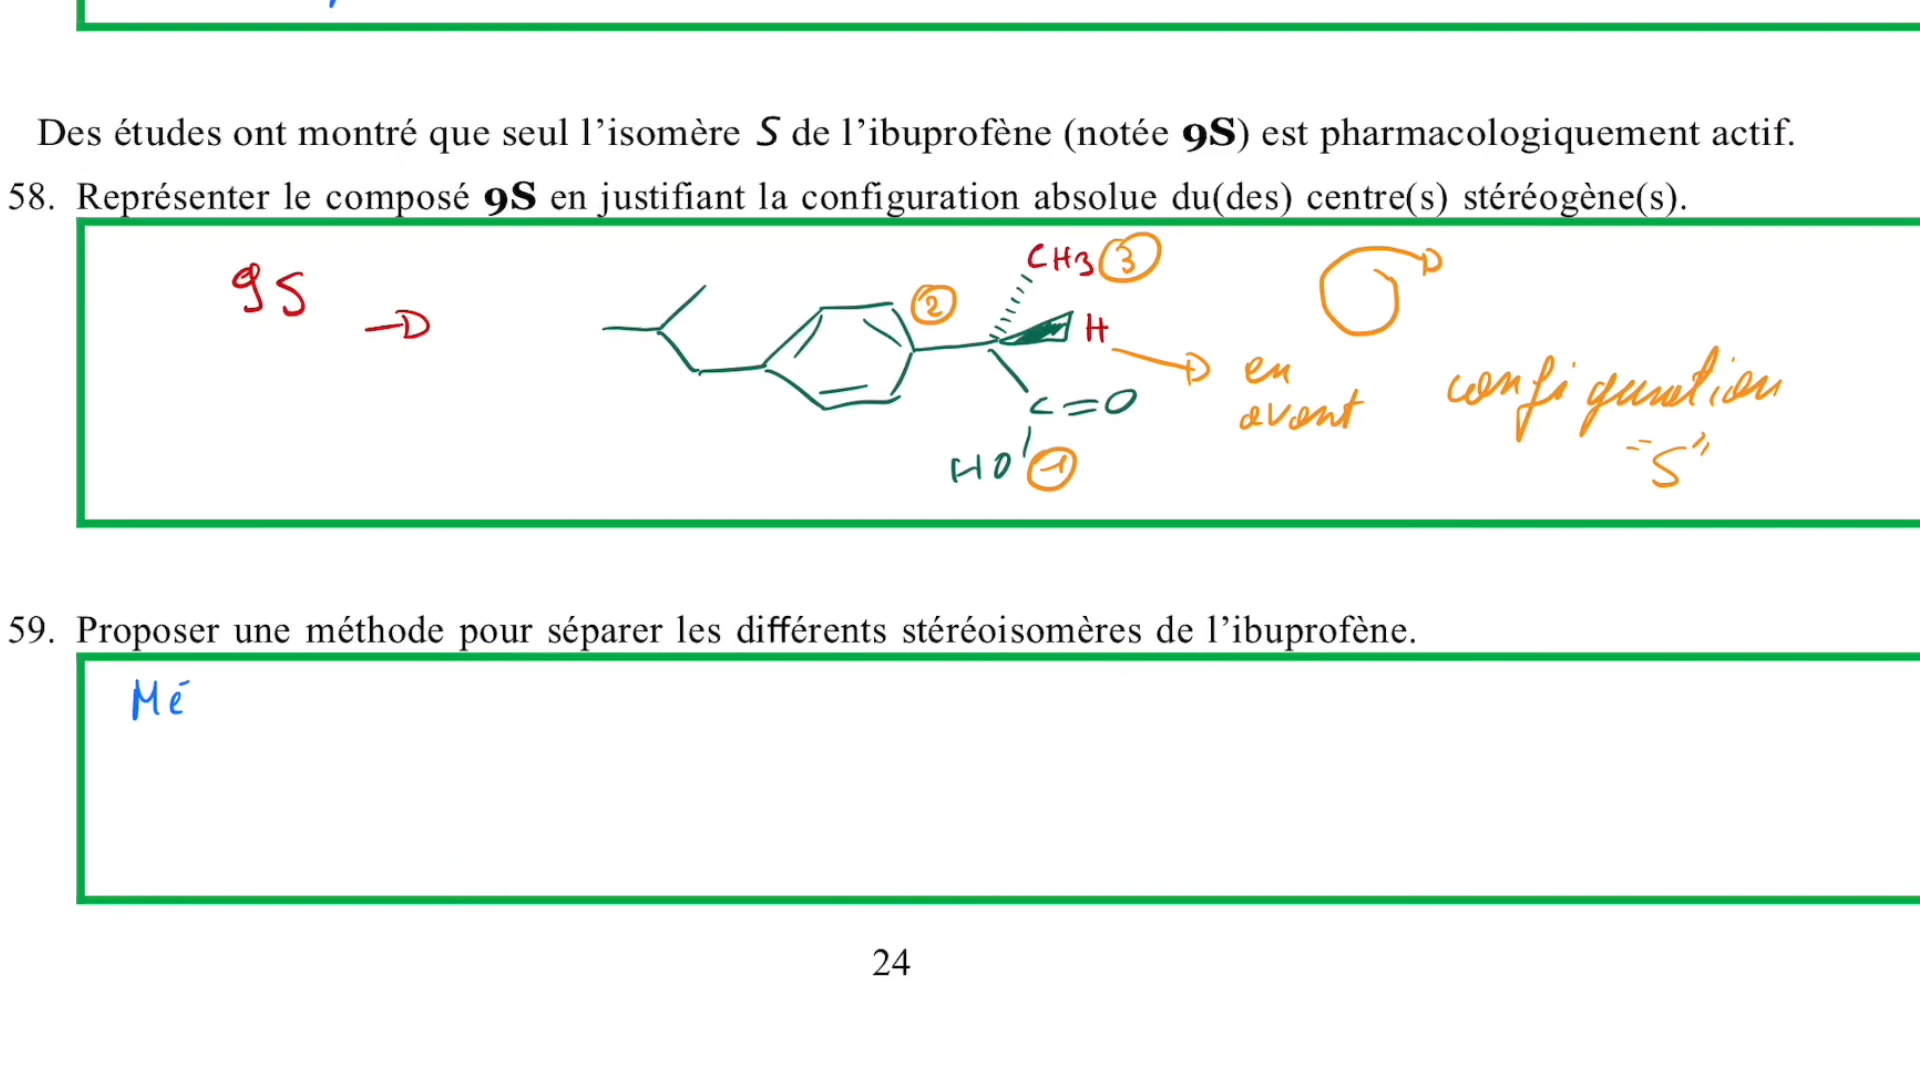 Des études ont montré que seul l’isomère S de l’ibuprofène (notée 9S) est pharmacologiquement actif.
58. Représenter le composé 9S en justifiant la configuration absolue du(des) centre(s) stéréogène(s).
9S
CH3 3
2
H
en
avant
configuration
"S"
C=O
HO 1
59. Proposer une méthode pour séparer les différents stéréoisomères de l’ibuprofène.
Mé
24